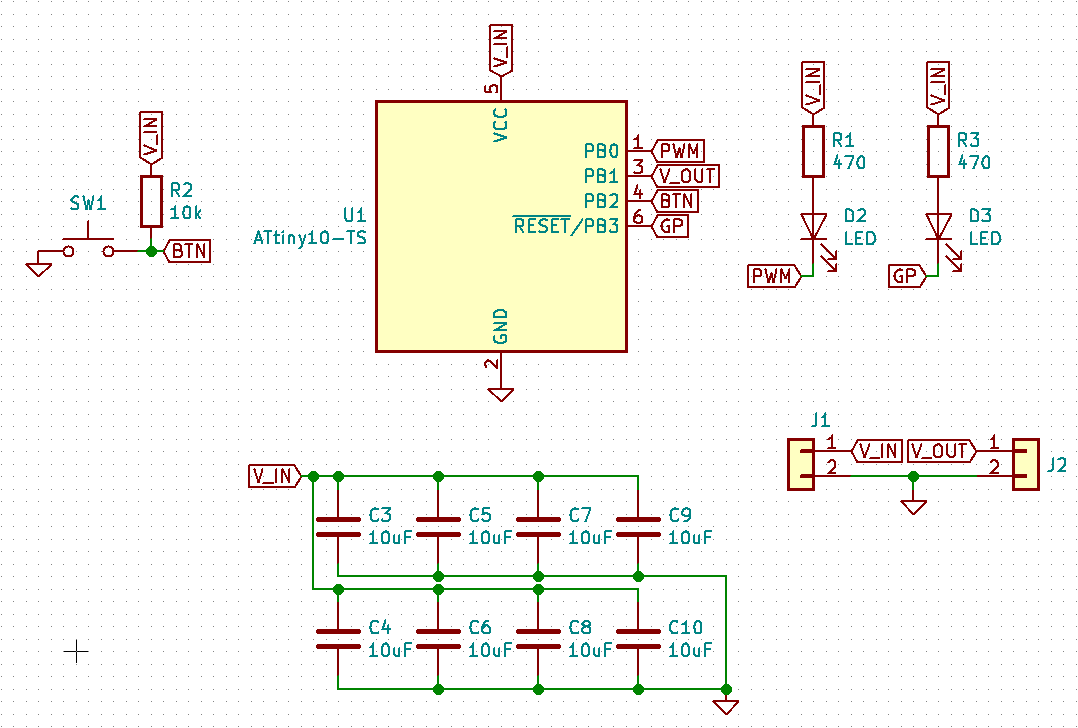 V_IN
5
VCC
U1
ATtiny10-TS
PB0
PB1
PB2
RESET/PB3
1
3
4
6
PWM
V_OUT
BTN
GP
GND
2
V_IN
R2
10k
SW1
BTN
V_IN
R1
470
D2
LED
PWM
V_IN
R3
470
D3
LED
GP
J1
1
2
V_IN
V_OUT
1
2
J2
V_IN
C3
10uF
C5
10uF
C7
10uF
C9
10uF
C4
10uF
C6
10uF
C8
10uF
C10
10uF